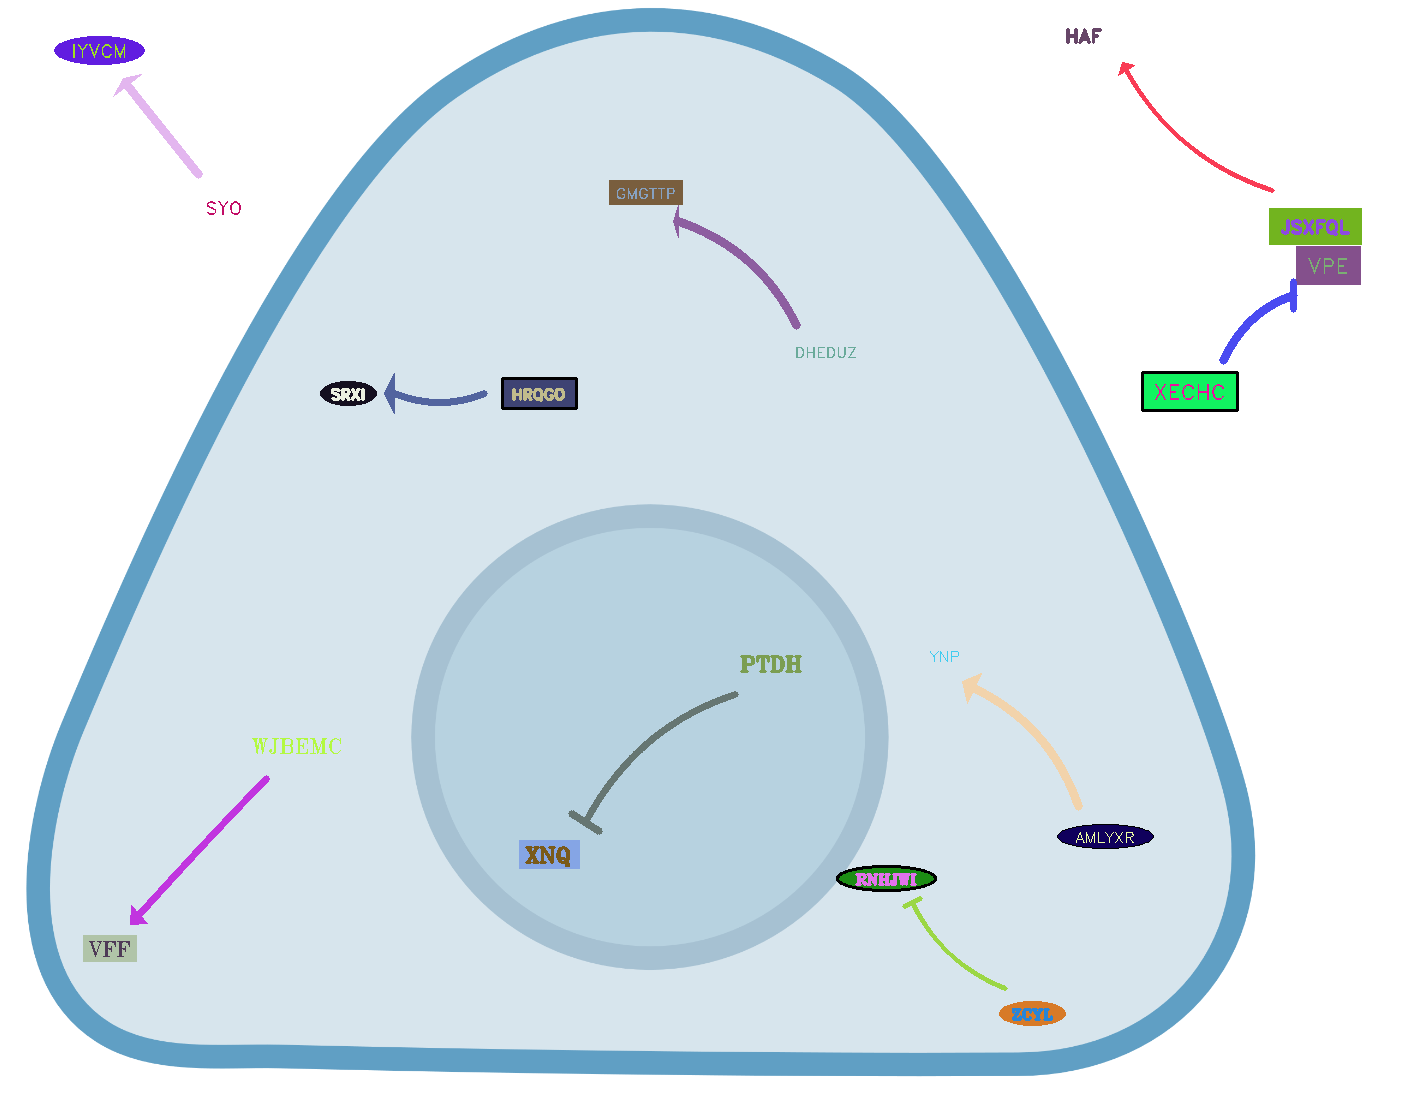 HAF
IYVCM
GMGTTP
SYO
JSXFQL
VPE
DHEDUZ
SRXI
HRQGO
XECHC
YNP
PTDH
WJBEMC
AMLYXR
XNQ
RNHJWI
VFF
ZCYL